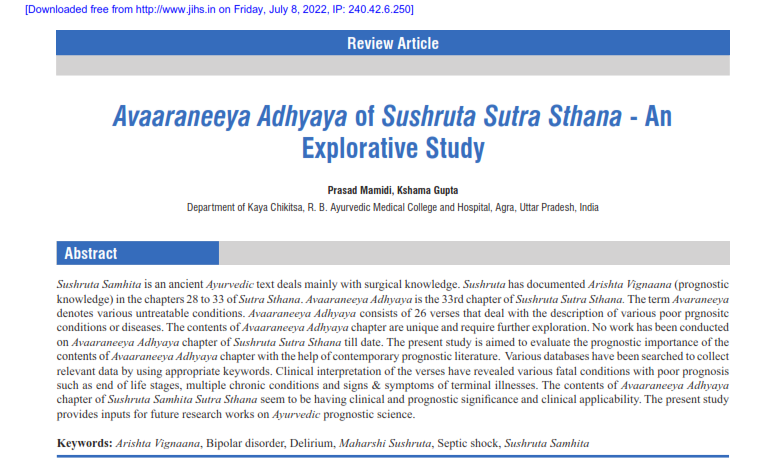 [Downloaded free from http://www.jihs.in on Friday, July 8, 2022, IP: 240.42.6.250]
Review Article
Avaaraneeya Adhyaya of Sushruta Sutra Sthana - An
Explorative Study
Prasad Mamidi, Kshama Gupta
Department of Kaya Chikitsa, R. B. Ayurvedic Medical College and Hospital, Agra, Uttar Pradesh, India
Abstract
Sushruta Samhita is an ancient Ayurvedic text deals mainly with surgical knowledge. Sushruta has documented Arishta Vignaana (prognostic
knowledge) in the chapters 28 to 33 of Sutra Sthana. Avaaraneeya Adhyaya is the 33rd chapter of Sushruta Sutra Sthana. The term Avaraneeya
denotes various untreatable conditions. Avaaraneeya Adhyaya consists of 26 verses that deal with the description of various poor prgnositc
conditions or diseases. The contents of Avaaraneeya Adhyaya chapter are unique and require further exploration. No work has been conducted
on Avaaraneeya Adhyaya chapter of Sushruta Sutra Sthana till date. The present study is aimed to evaluate the prognostic importance of the
contents of Avaaraneeya Adhyaya chapter with the help of contemporary prognostic literature. Various databases have been searched to collect
relevant data by using appropriate keywords. Clinical interpretation of the verses have revealed various fatal conditions with poor prognosis
such as end of life stages, multiple chronic conditions and signs & symptoms of terminal illnesses. The contents of Avaaraneeya Adhyaya
chapter of Sushruta Samhita Sutra Sthana seem to be having clinical and prognostic significance and clinical applicability. The present study
provides inputs for future research works on Ayurvedic prognostic science.
Keywords: Arishta Vignaana, Bipolar disorder, Delirium, Maharshi Sushruta, Septic shock, Sushruta Samhita